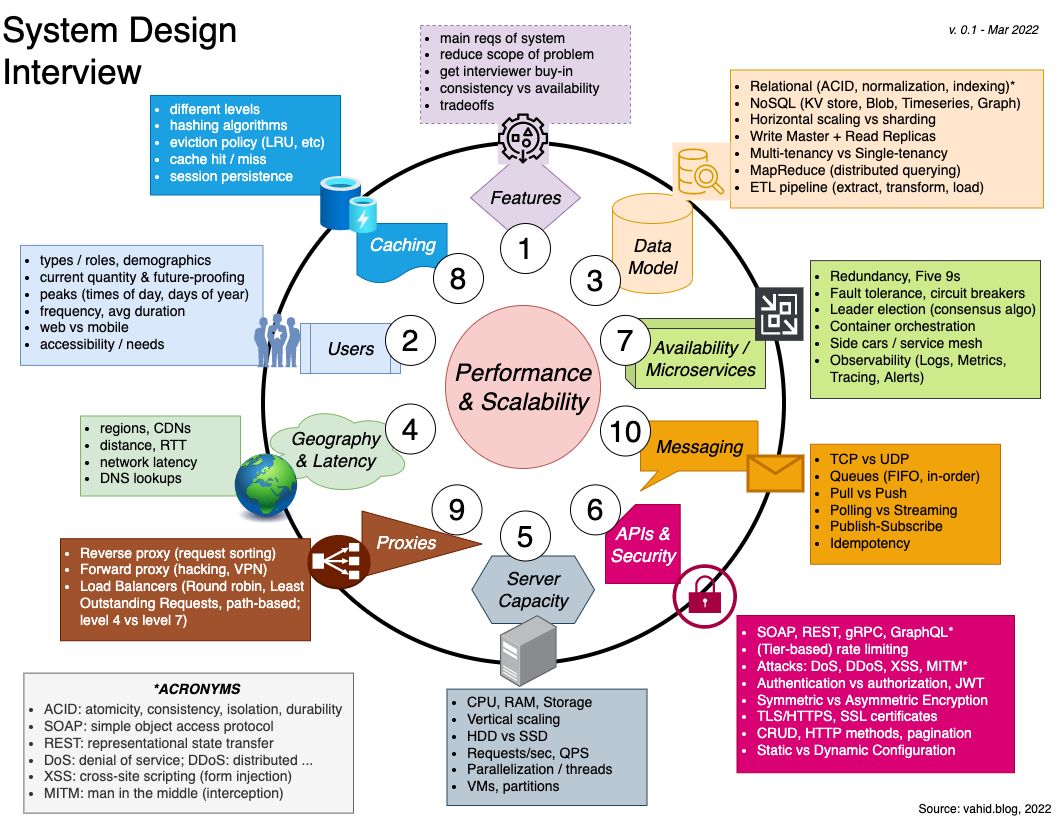 System Design
Interview
v. 0.1 - Mar 2022
• main reqs of system
• reduce scope of problem
• get interviewer buy-in
• consistency vs availability
• tradeoffs
Features
1
• different levels
• hashing algorithms
• eviction policy (LRU, etc)
• cache hit / miss
• session persistence
Caching
8
• Relational (ACID, normalization, indexing)*
• NoSQL (KV store, Blob, Timeseries, Graph)
• Horizontal scaling vs sharding
• Write Master + Read Replicas
• Multi-tenancy vs Single-tenancy
• MapReduce (distributed querying)
• ETL pipeline (extract, transform, load)
Data
Model
3
• types / roles, demographics
• current quantity & future-proofing
• peaks (times of day, days of year)
• frequency, avg duration
• web vs mobile
• accessibility / needs
Users
2
• Redundancy, Five 9s
• Fault tolerance, circuit breakers
• Leader election (consensus algo)
• Container orchestration
• Side cars / service mesh
• Observability (Logs, Metrics,
Tracing, Alerts)
7
Availability /
Microservices
Performance
& Scalability
• regions, CDNs
• distance, RTT
• network latency
• DNS lookups
Geography
& Latency
4
10
Messaging
• TCP vs UDP
• Queues (FIFO, in-order)
• Pull vs Push
• Polling vs Streaming
• Publish-Subscribe
• Idempotency
• Reverse proxy (request sorting)
• Forward proxy (hacking, VPN)
• Load Balancers (Round robin, Least
Outstanding Requests, path-based;
level 4 vs level 7)
Proxies
9
5
Server
Capacity
6
APIs &
Security
• SOAP, REST, gRPC, GraphQL*
• (Tier-based) rate limiting
• Attacks: DoS, DDoS, XSS, MITM*
• Authentication vs authorization, JWT
• Symmetric vs Asymmetric Encryption
• TLS/HTTPS, SSL certificates
• CRUD, HTTP methods, pagination
• Static vs Dynamic Configuration
• CPU, RAM, Storage
• Vertical scaling
• HDD vs SSD
• Requests/sec, QPS
• Parallelization / threads
• VMs, partitions
*ACRONYMS
• ACID: atomicity, consistency, isolation, durability
• SOAP: simple object access protocol
• REST: representational state transfer
• DoS: denial of service; DDoS: distributed ...
• XSS: cross-site scripting (form injection)
• MITM: man in the middle (interception)
Source: vahid.blog, 2022